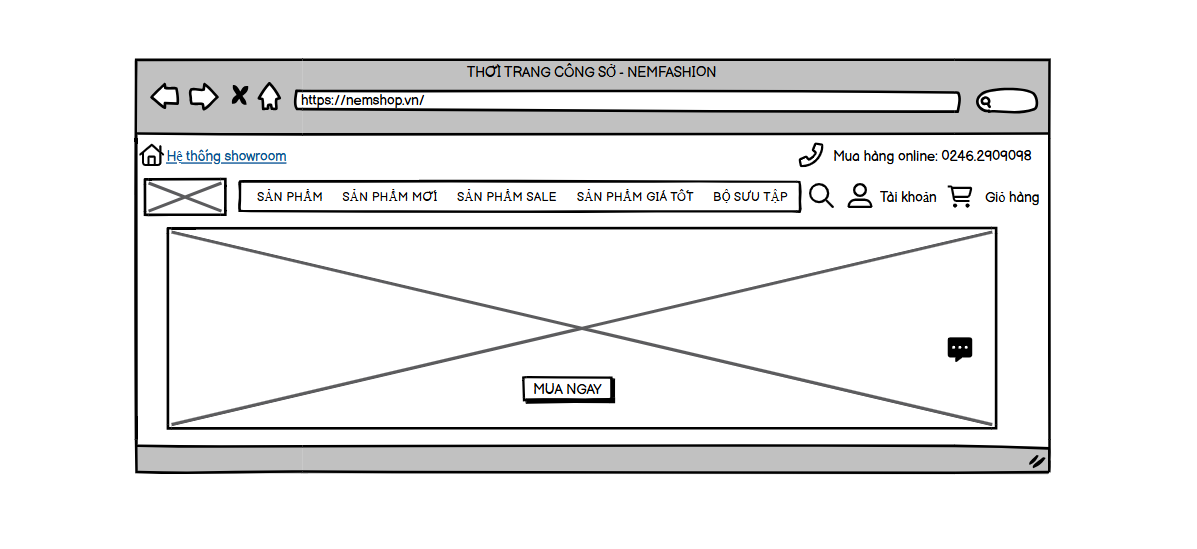 THỜI TRANG CÔNG SỞ - NEMFASHION
https://nemshop.vn/
Hệ thống showroom
Mua hàng online: 0246.2909098
SẢN PHẨM SẢN PHẨM MỚI SẢN PHẨM SALE SẢN PHẨM GIÁ TỐT BỘ SƯU TẬP Tài khoản Giỏ hàng
MUA NGAY